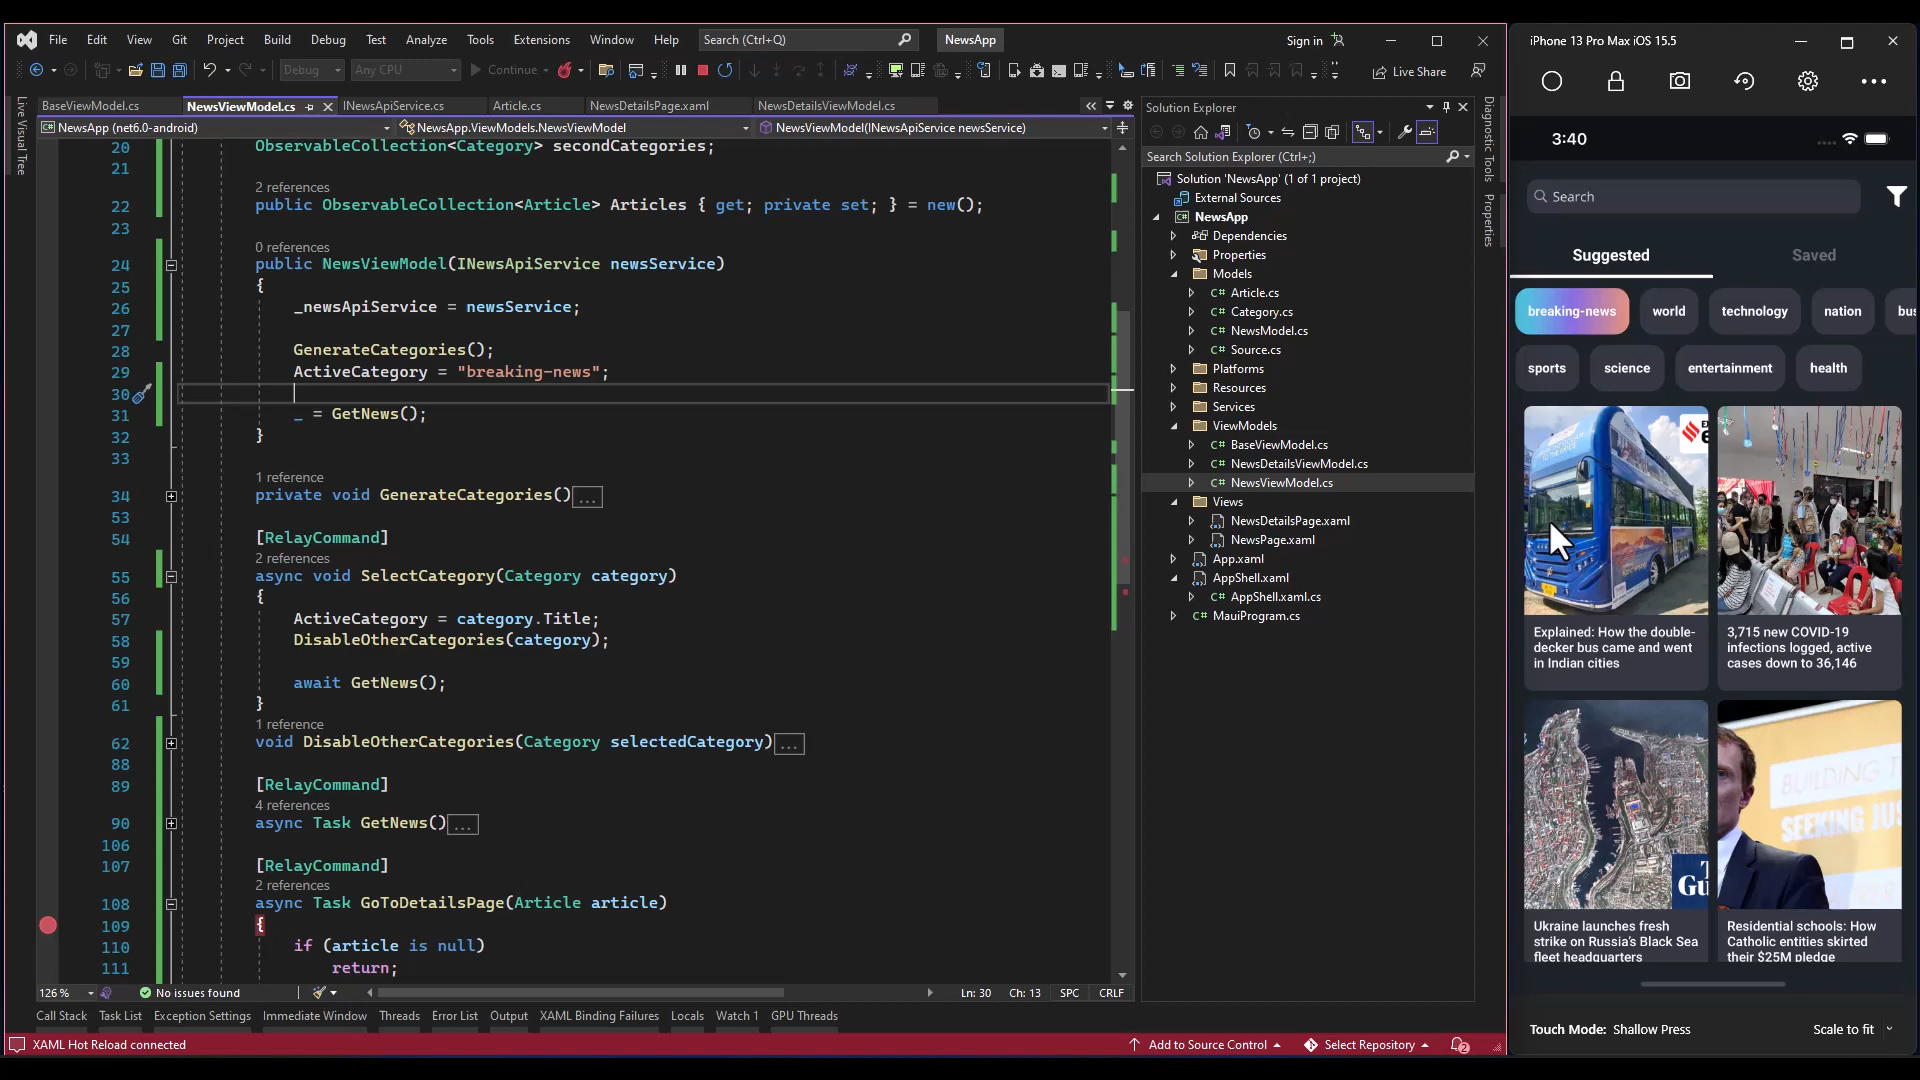 File Edit View Git Project Build Debug Test Analyze Tools Extensions Window Help Search (Ctrl+Q) NewsApp Sign in
Debug Any CPU Continue Live Share
BaseViewModel.cs NewsViewModel.cs INewsApiService.cs Article.cs NewsDetailsPage.xaml NewsDetailsViewModel.cs
NewsApp (net6.0-android) NewsApp.ViewModels.NewsViewModel NewsViewModel(INewsApiService newsService)
Live Visual Tree
20 ObservableCollection<Category> secondCategories;
21
2 references
22 public ObservableCollection<Article> Articles { get; private set; } = new();
23
0 references
24 public NewsViewModel(INewsApiService newsService)
25 {
26 _newsApiService = newsService;
27
28 GenerateCategories();
29 ActiveCategory = "breaking-news";
30
31 _ = GetNews();
32 }
33
1 reference
34 private void GenerateCategories()...
53
54 [RelayCommand]
2 references
55 async void SelectCategory(Category category)
56 {
57 ActiveCategory = category.Title;
58 DisableOtherCategories(category);
59
60 await GetNews();
61 }
1 reference
62 void DisableOtherCategories(Category selectedCategory)...
88
89 [RelayCommand]
4 references
90 async Task GetNews()...
106
107 [RelayCommand]
2 references
108 async Task GoToDetailsPage(Article article)
109 {
110 if (article is null)
111 return;
126 % No issues found Ln: 30 Ch: 13 SPC CRLF
Call Stack Task List Exception Settings Immediate Window Threads Error List Output XAML Binding Failures Locals Watch 1 GPU Threads
XAML Hot Reload connected Add to Source Control Select Repository 2
Solution Explorer
Search Solution Explorer (Ctrl+;)
Solution 'NewsApp' (1 of 1 project)
External Sources
NewsApp
Dependencies
Properties
Models
C# Article.cs
C# Category.cs
C# NewsModel.cs
C# Source.cs
Platforms
Resources
Services
ViewModels
C# BaseViewModel.cs
C# NewsDetailsViewModel.cs
C# NewsViewModel.cs
Views
NewsDetailsPage.xaml
NewsPage.xaml
App.xaml
AppShell.xaml
C# AppShell.xaml.cs
C# MauiProgram.cs
Diagnostic Tools
Properties
iPhone 13 Pro Max iOS 15.5
3:40
Search
Suggested Saved
breaking-news world technology nation bus
sports science entertainment health
Explained: How the double-
decker bus came and went
in Indian cities
3,715 new COVID-19
infections logged, active
cases down to 36,146
BUILDING T
SEEKING JUS
Gu
Ukraine launches fresh
strike on Russia's Black Sea
fleet headquarters
Residential schools: How
Catholic entities skirted
their $25M pledge
Touch Mode: Shallow Press Scale to fit